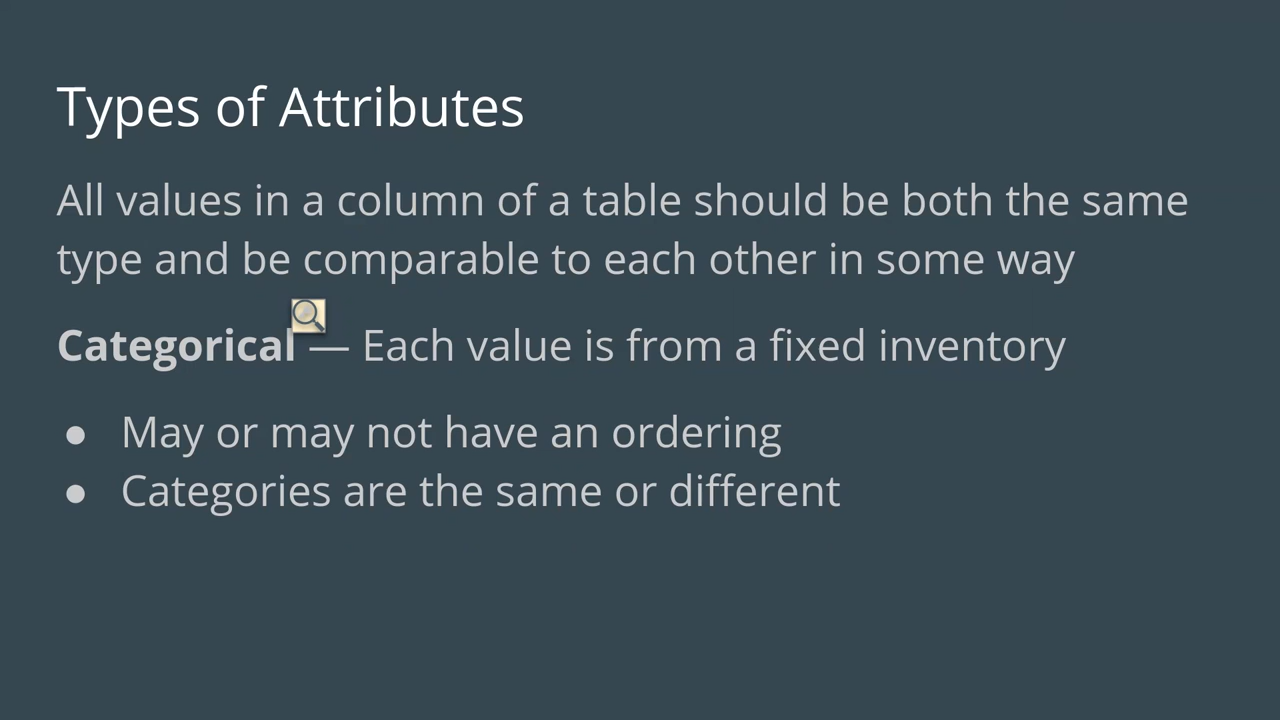 Types of Attributes
All values in a column of a table should be both the same
type and be comparable to each other in some way
Categorical — Each value is from a fixed inventory
● May or may not have an ordering
● Categories are the same or different